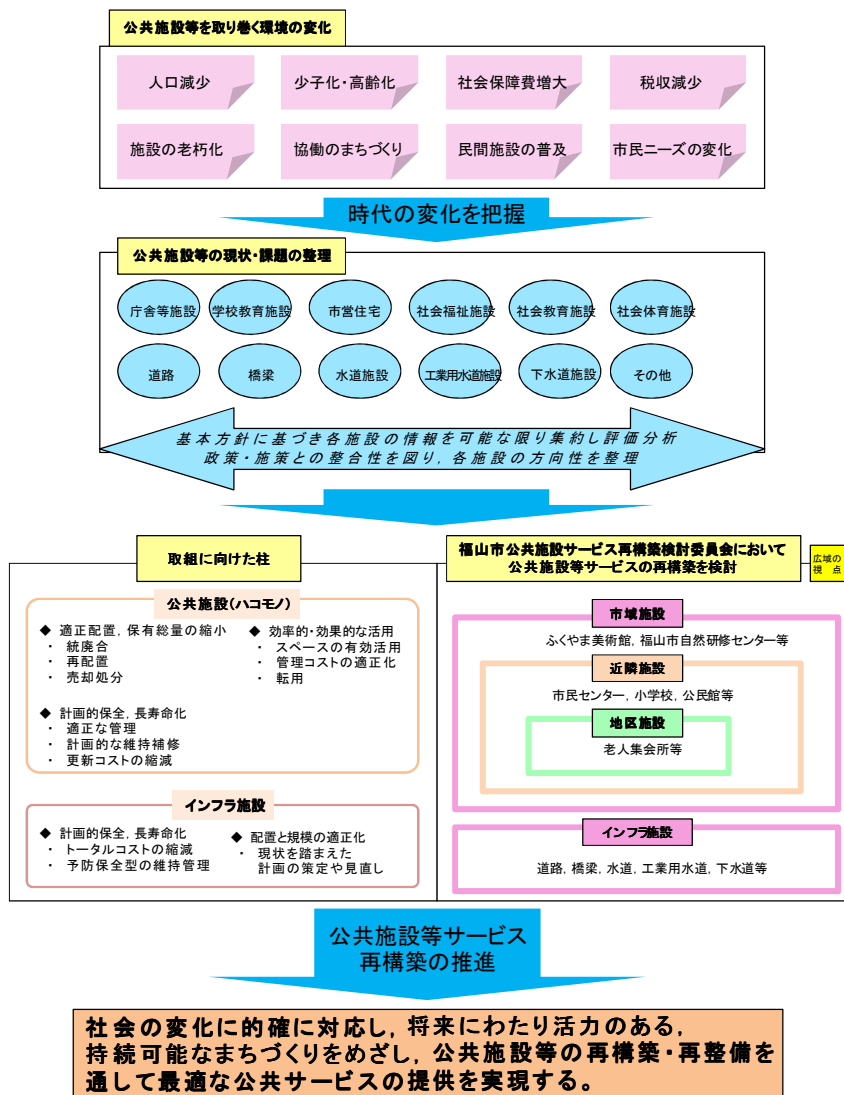 公共施設等を取り巻く環境の変化
人口減少
少子化・高齢化
社会保障費増大
税収減少
施設の老朽化
協働のまちづくり
民間施設の普及
市民ニーズの変化
時代の変化を把握
公共施設等の現状・課題の整理
庁舎等施設
学校教育施設
市営住宅
社会福祉施設
社会教育施設
社会体育施設
道路
橋梁
水道施設
工業用水道施設
下水道施設
その他
基本方針に基づき各施設の情報を可能な限り集約し評価分析
政策・施策との整合性を図り，各施設の方向性を整理
取組に向けた柱
公共施設（ハコモノ）
◆ 適正配置，保有総量の縮小
・ 統廃合
・ 再配置
・ 売却処分
◆ 効率的・効果的な活用
・ スペースの有効活用
・ 管理コストの適正化
・ 転用
◆ 計画的保全，長寿命化
・ 適正な管理
・ 計画的な維持補修
・ 更新コストの縮減
インフラ施設
◆ 計画的保全，長寿命化
・ トータルコストの縮減
・ 予防保全型の維持管理
◆ 配置と規模の適正化
・ 現状を踏まえた
計画の策定や見直し
福山市公共施設サービス再構築検討委員会において
公共施設等サービスの再構築を検討
広域の
視 点
市域施設
ふくやま美術館，福山市自然研修センター等
近隣施設
市民センター，小学校，公民館等
地区施設
老人集会所等
インフラ施設
道路，橋梁，水道，工業用水道，下水道等
公共施設等サービス
再構築の推進
社会の変化に的確に対応し，将来にわたり活力のある，
持続可能なまちづくりをめざし，公共施設等の再構築・再整備を
通して最適な公共サービスの提供を実現する。